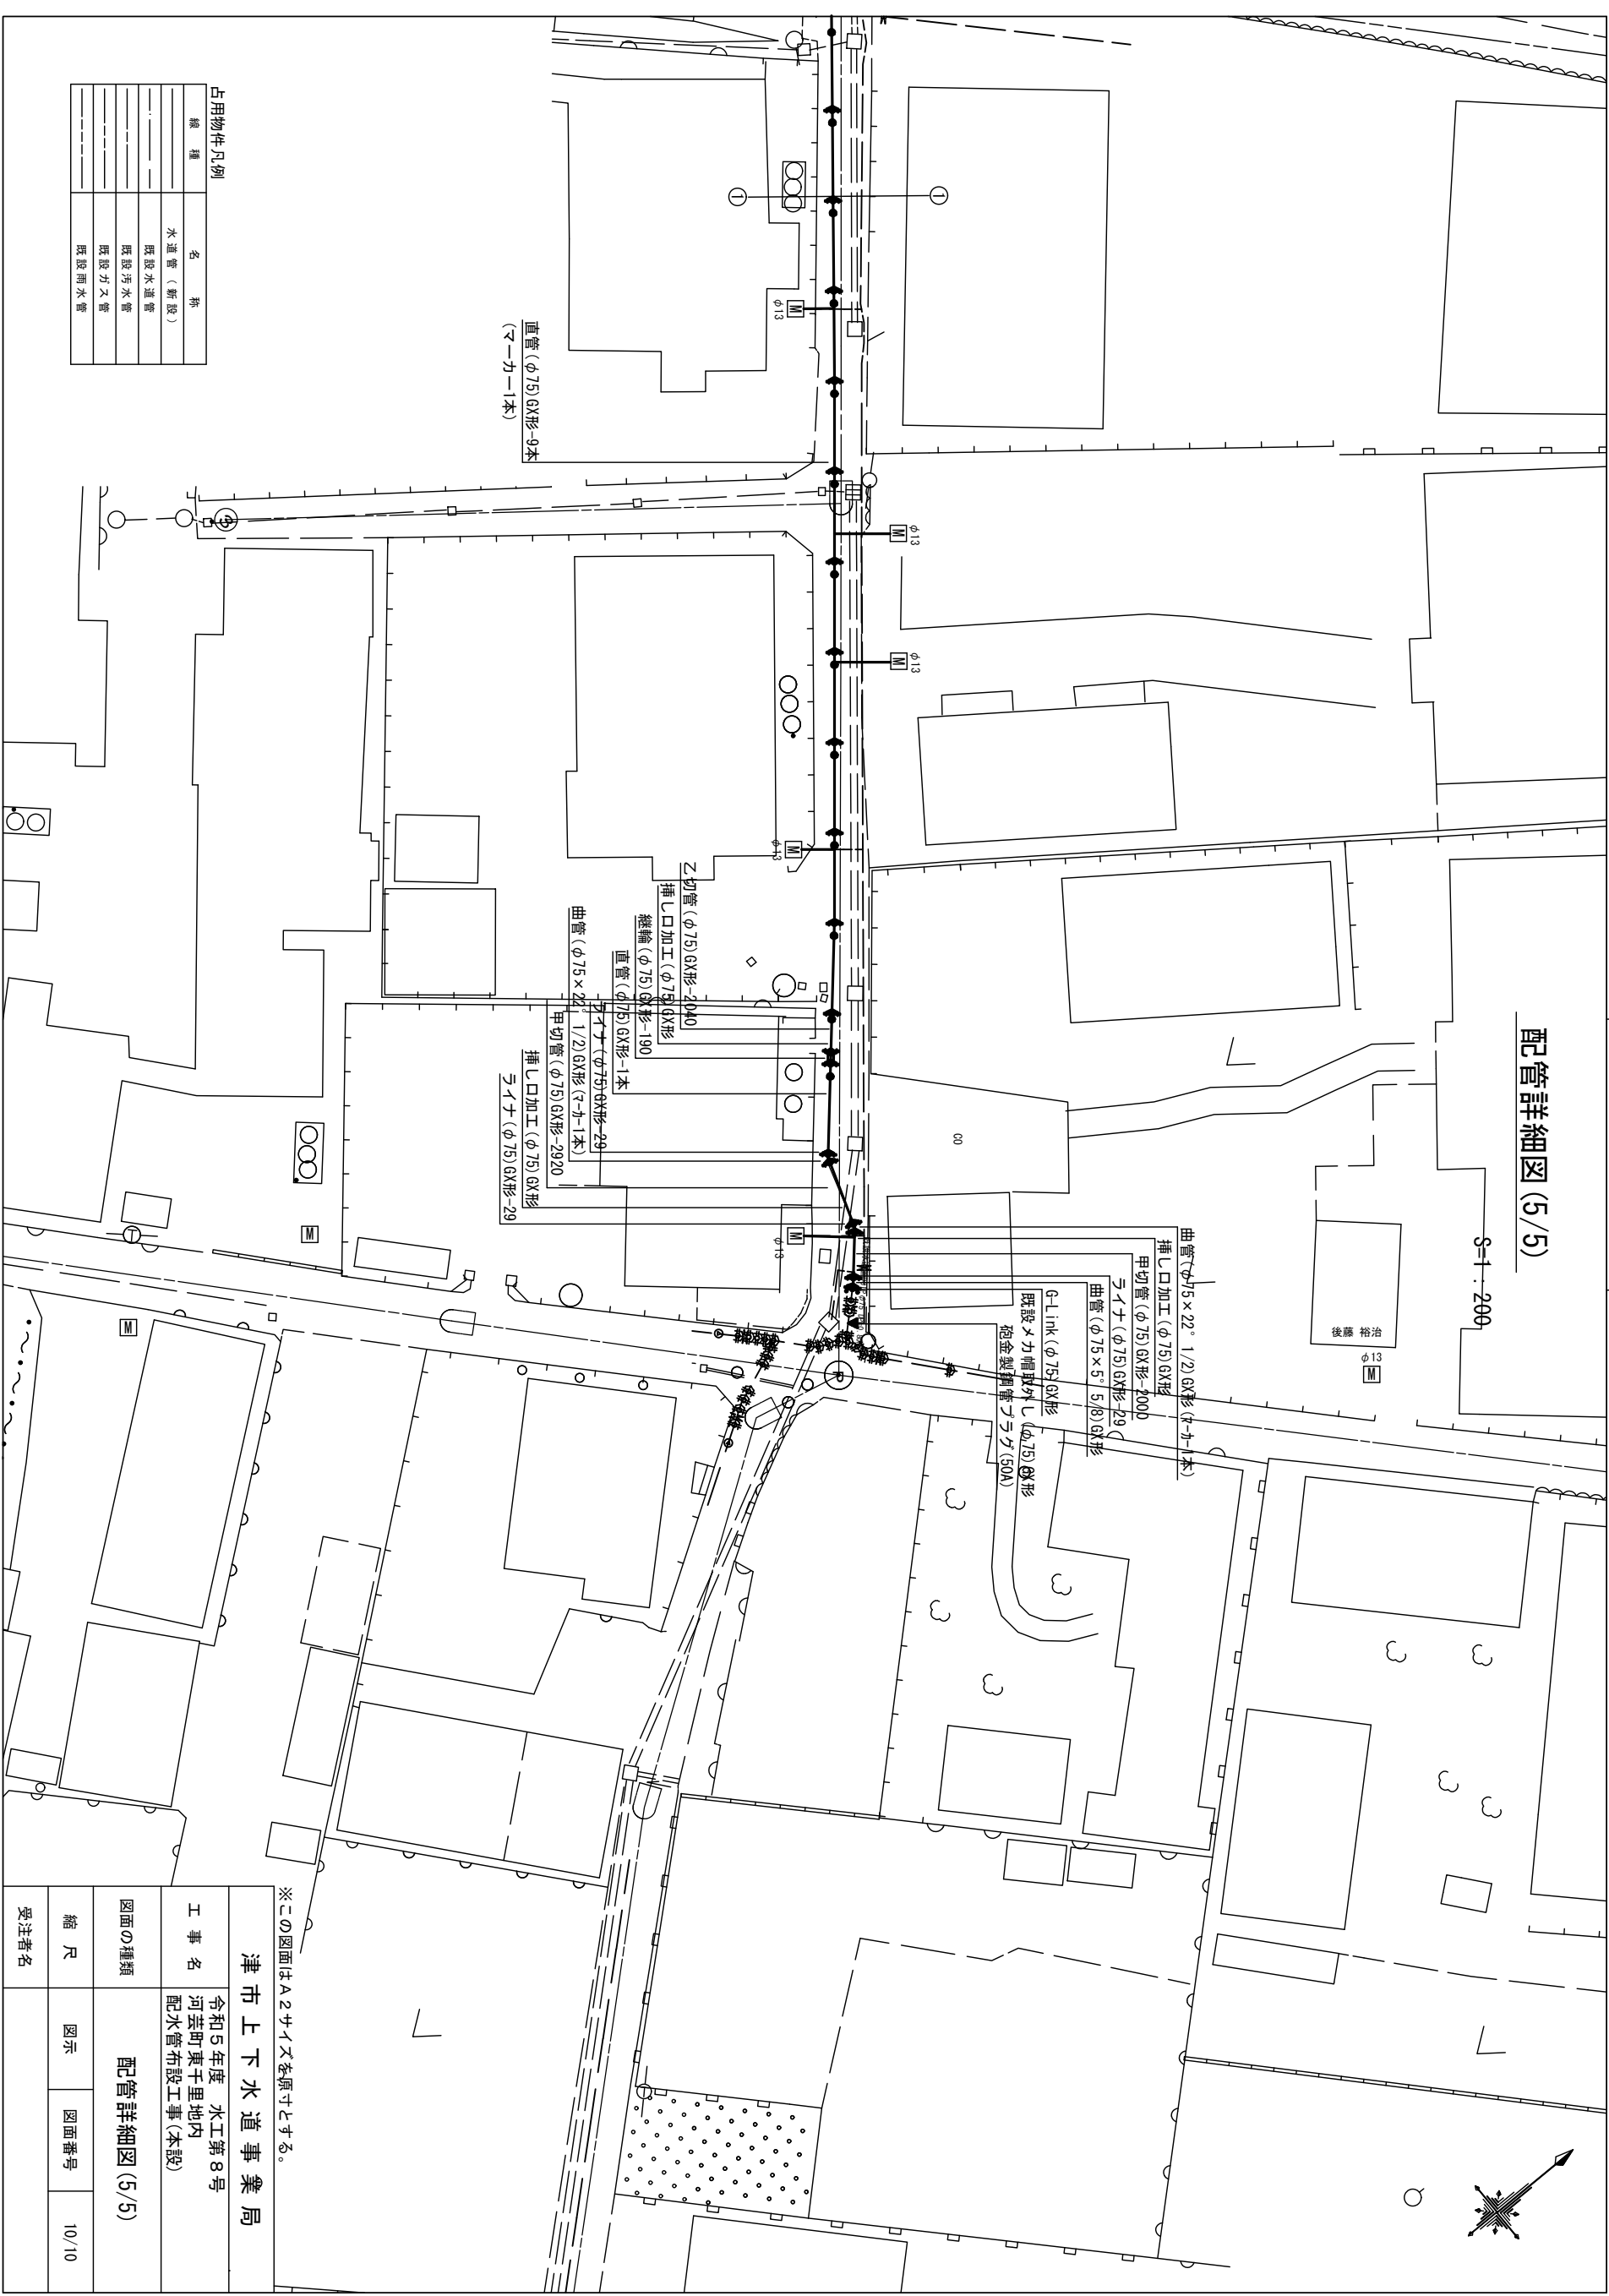 配管詳細図(5/5)
S=1:200
占用物件凡例
線種 名称
水道管(新設)
既設水道管
既設汚水管
既設ガス管
既設雨水管
①
①
M φ13
直管(φ75)GX形-9本
(マーカー1本)
φ13 M
φ13 M
M φ13
乙切管(φ75)GX形-2040
挿し口加工(φ75)GX形
継輪(φ75)GX形-190
直管(φ75)GX形-1本
ライナ(φ75)GX形-29
曲管(φ75×22°1/2)GX形(マーカー1本)
甲切管(φ75)GX形-2920
挿し口加工(φ75)GX形
ライナ(φ75)GX形-29
M φ13
曲管(φ75×22°1/2)GX形(マーカー1本)
挿し口加工(φ75)GX形
甲切管(φ75)GX形-2000
ライナ(φ75)GX形-29
曲管(φ75×5°5/8)GX形
G-Link(φ75)GX形
既設メカ帽取外し(φ75)GX形
砲金製鋼管プラグ(50A)
CO
後藤 裕治
φ13
M
M
M
T
※この図面はA2サイズを原寸とする。
津市上下水道事業局
工事名
令和5年度 水工第8号
河芸町東千里地内
配水管布設工事(本設)
図面の種類 配管詳細図(5/5)
縮尺 図示 図面番号 10/10
受注者名